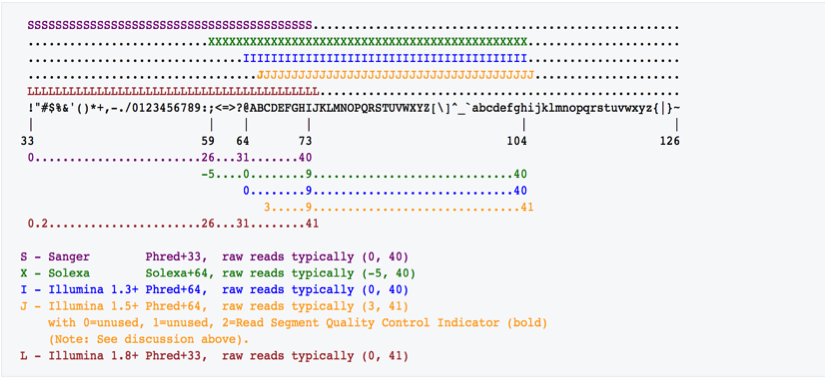 SSSSSSSSSSSSSSSSSSSSSSSSSSSSSSSSSSSSSSSSS.....................................................
..........................XXXXXXXXXXXXXXXXXXXXXXXXXXXXXXXXXXXXXXXXXXXXXX......................
...............................IIIIIIIIIIIIIIIIIIIIIIIIIIIIIIIIIIIIIIIII......................
.................................JJJJJJJJJJJJJJJJJJJJJJJJJJJJJJJJJJJJJJJJ.....................
LLLLLLLLLLLLLLLLLLLLLLLLLLLLLLLLLLLLLLLLLL....................................................
!"#$%&'()*+,-./0123456789:;<=>?@ABCDEFGHIJKLMNOPQRSTUVWXYZ[\]^_`abcdefghijklmnopqrstuvwxyz{|}~
| | | | | |
33 59 64 73 104 126
0........................26...31.......40
-5....0........9.............................40
0........9.............................40
3.....9..............................41
0.2......................26...31........41
S - Sanger Phred+33, raw reads typically (0, 40)
X - Solexa Solexa+64, raw reads typically (-5, 40)
I - Illumina 1.3+ Phred+64, raw reads typically (0, 40)
J - Illumina 1.5+ Phred+64, raw reads typically (3, 41)
with 0=unused, 1=unused, 2=Read Segment Quality Control Indicator (bold)
(Note: See discussion above).
L - Illumina 1.8+ Phred+33, raw reads typically (0, 41)